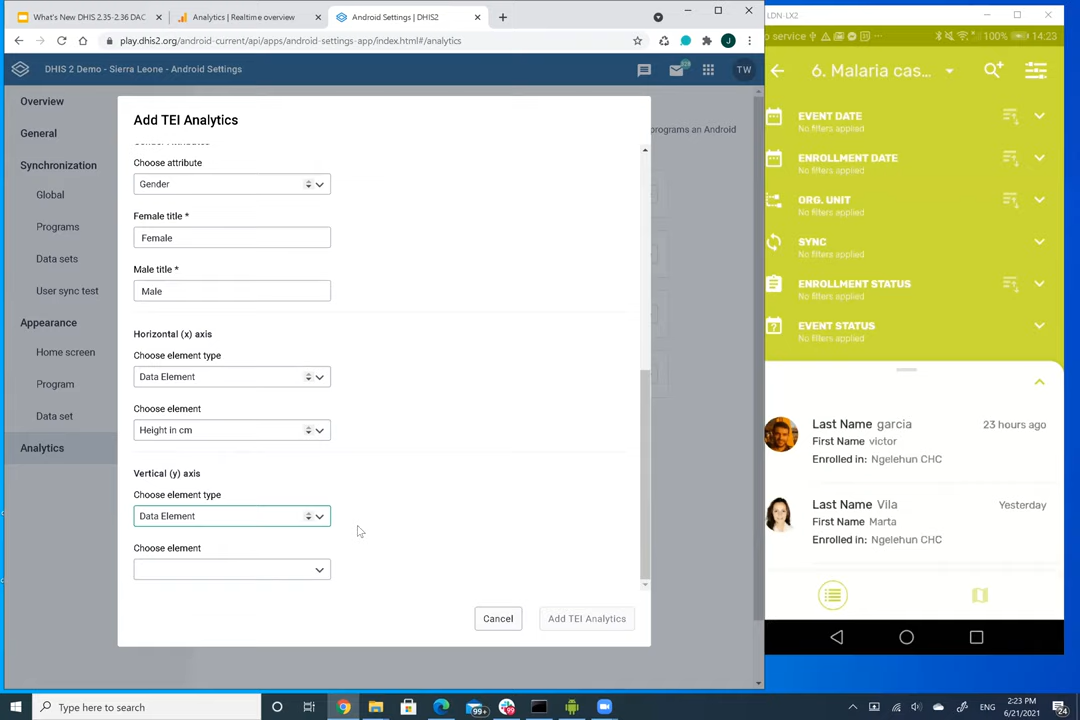 What's New DHIS 2.35-2.36 DAC
Analytics | Realtime overview
Android Settings | DHIS2
play.dhis2.org/android-current/api/apps/android-settings-app/index.html#/analytics
J
DHIS 2 Demo - Sierra Leone - Android Settings
TW
Overview
General
Synchronization
Global
Programs
Data sets
User sync test
Appearance
Home screen
Program
Data set
Analytics
programs an Android
Add TEI Analytics
Choose attribute
Gender
Female title *
Female
Male title *
Male
Horizontal (x) axis
Choose element type
Data Element
Choose element
Height in cm
Vertical (y) axis
Choose element type
Data Element
Choose element
Cancel
Add TEI Analytics
LDN-LX2
o service
100%
14:23
6. Malaria cas...
EVENT DATE
No filters applied
ENROLLMENT DATE
No filters applied
ORG. UNIT
No filters applied
SYNC
No filters applied
ENROLLMENT STATUS
No filters applied
EVENT STATUS
No filters applied
Last Name garcia
23 hours ago
First Name victor
Enrolled in: Ngelehun CHC
Last Name Vila
Yesterday
First Name Marta
Enrolled in: Ngelehun CHC
Type here to search
99+
99
ENG
2:23 PM
6/21/2021
24